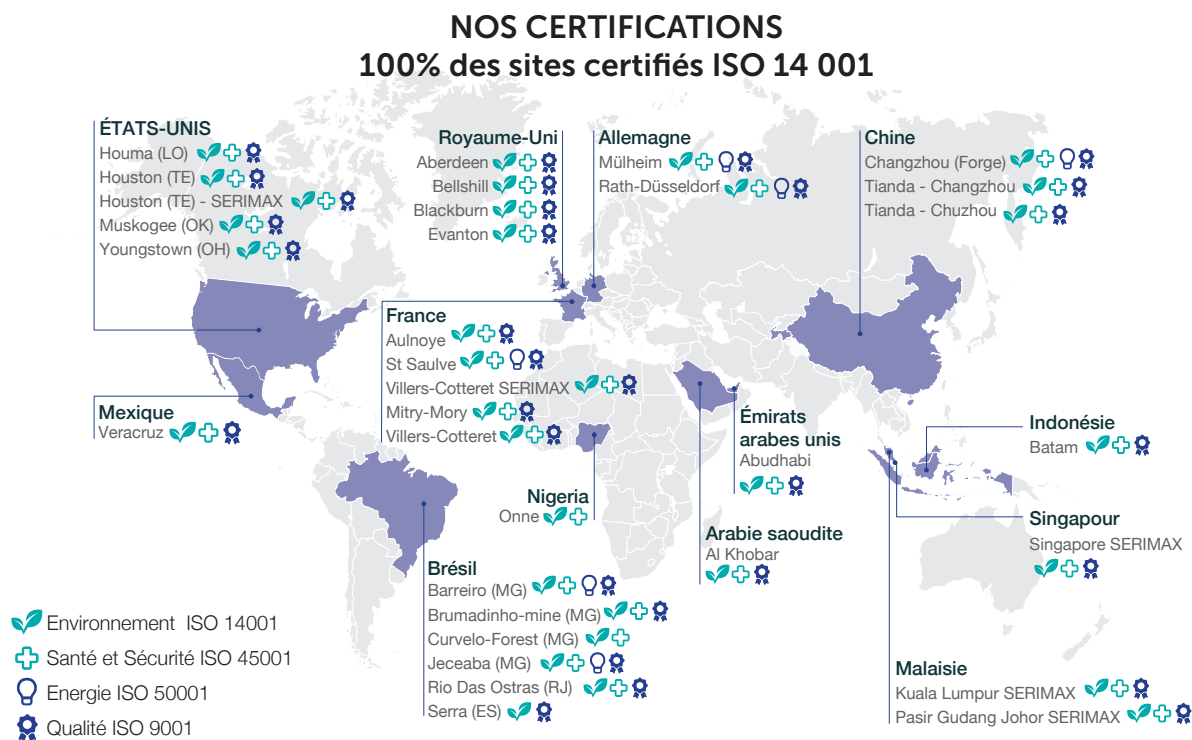 NOS CERTIFICATIONS
100% des sites certifiés ISO 14 001
ÉTATS-UNIS
Houma (LO)
Houston (TE)
Houston (TE) - SERIMAX
Muskogee (OK)
Youngstown (OH)
Royaume-Uni
Aberdeen
Bellshill
Blackburn
Evanton
Allemagne
Mülheim
Rath-Düsseldorf
Chine
Changzhou (Forge)
Tianda - Changzhou
Tianda - Chuzhou
France
Aulnoye
St Saulve
Villers-Cotteret SERIMAX
Mitry-Mory
Villers-Cotteret
Mexique
Veracruz
Émirats
arabes unis
Abudhabi
Indonésie
Batam
Nigeria
Onne
Arabie saoudite
Al Khobar
Singapour
Singapore SERIMAX
Brésil
Barreiro (MG)
Brumadinho-mine (MG)
Curvelo-Forest (MG)
Jeceaba (MG)
Rio Das Ostras (RJ)
Serra (ES)
Malaisie
Kuala Lumpur SERIMAX
Pasir Gudang Johor SERIMAX
Environnement ISO 14001
Santé et Sécurité ISO 45001
Energie ISO 50001
Qualité ISO 9001